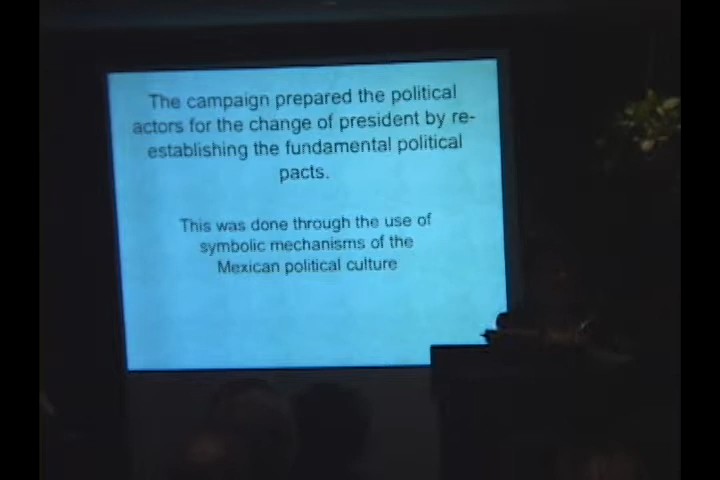 The campaign prepared the political
actors for the change of president by re-
establishing the fundamental political
pacts.
This was done through the use of
symbolic mechanisms of the
Mexican political culture